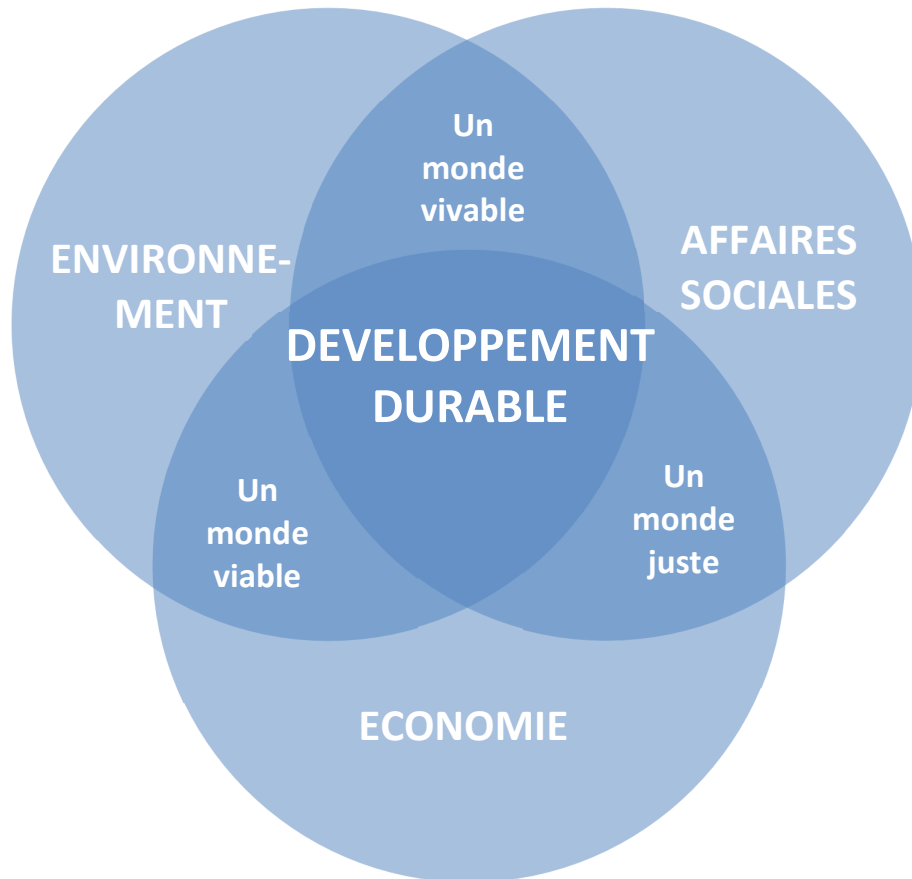 Un
monde
vivable
ENVIRONNE-
MENT
AFFAIRES
SOCIALES
DEVELOPPEMENT
DURABLE
Un
monde
viable
Un
monde
juste
ECONOMIE